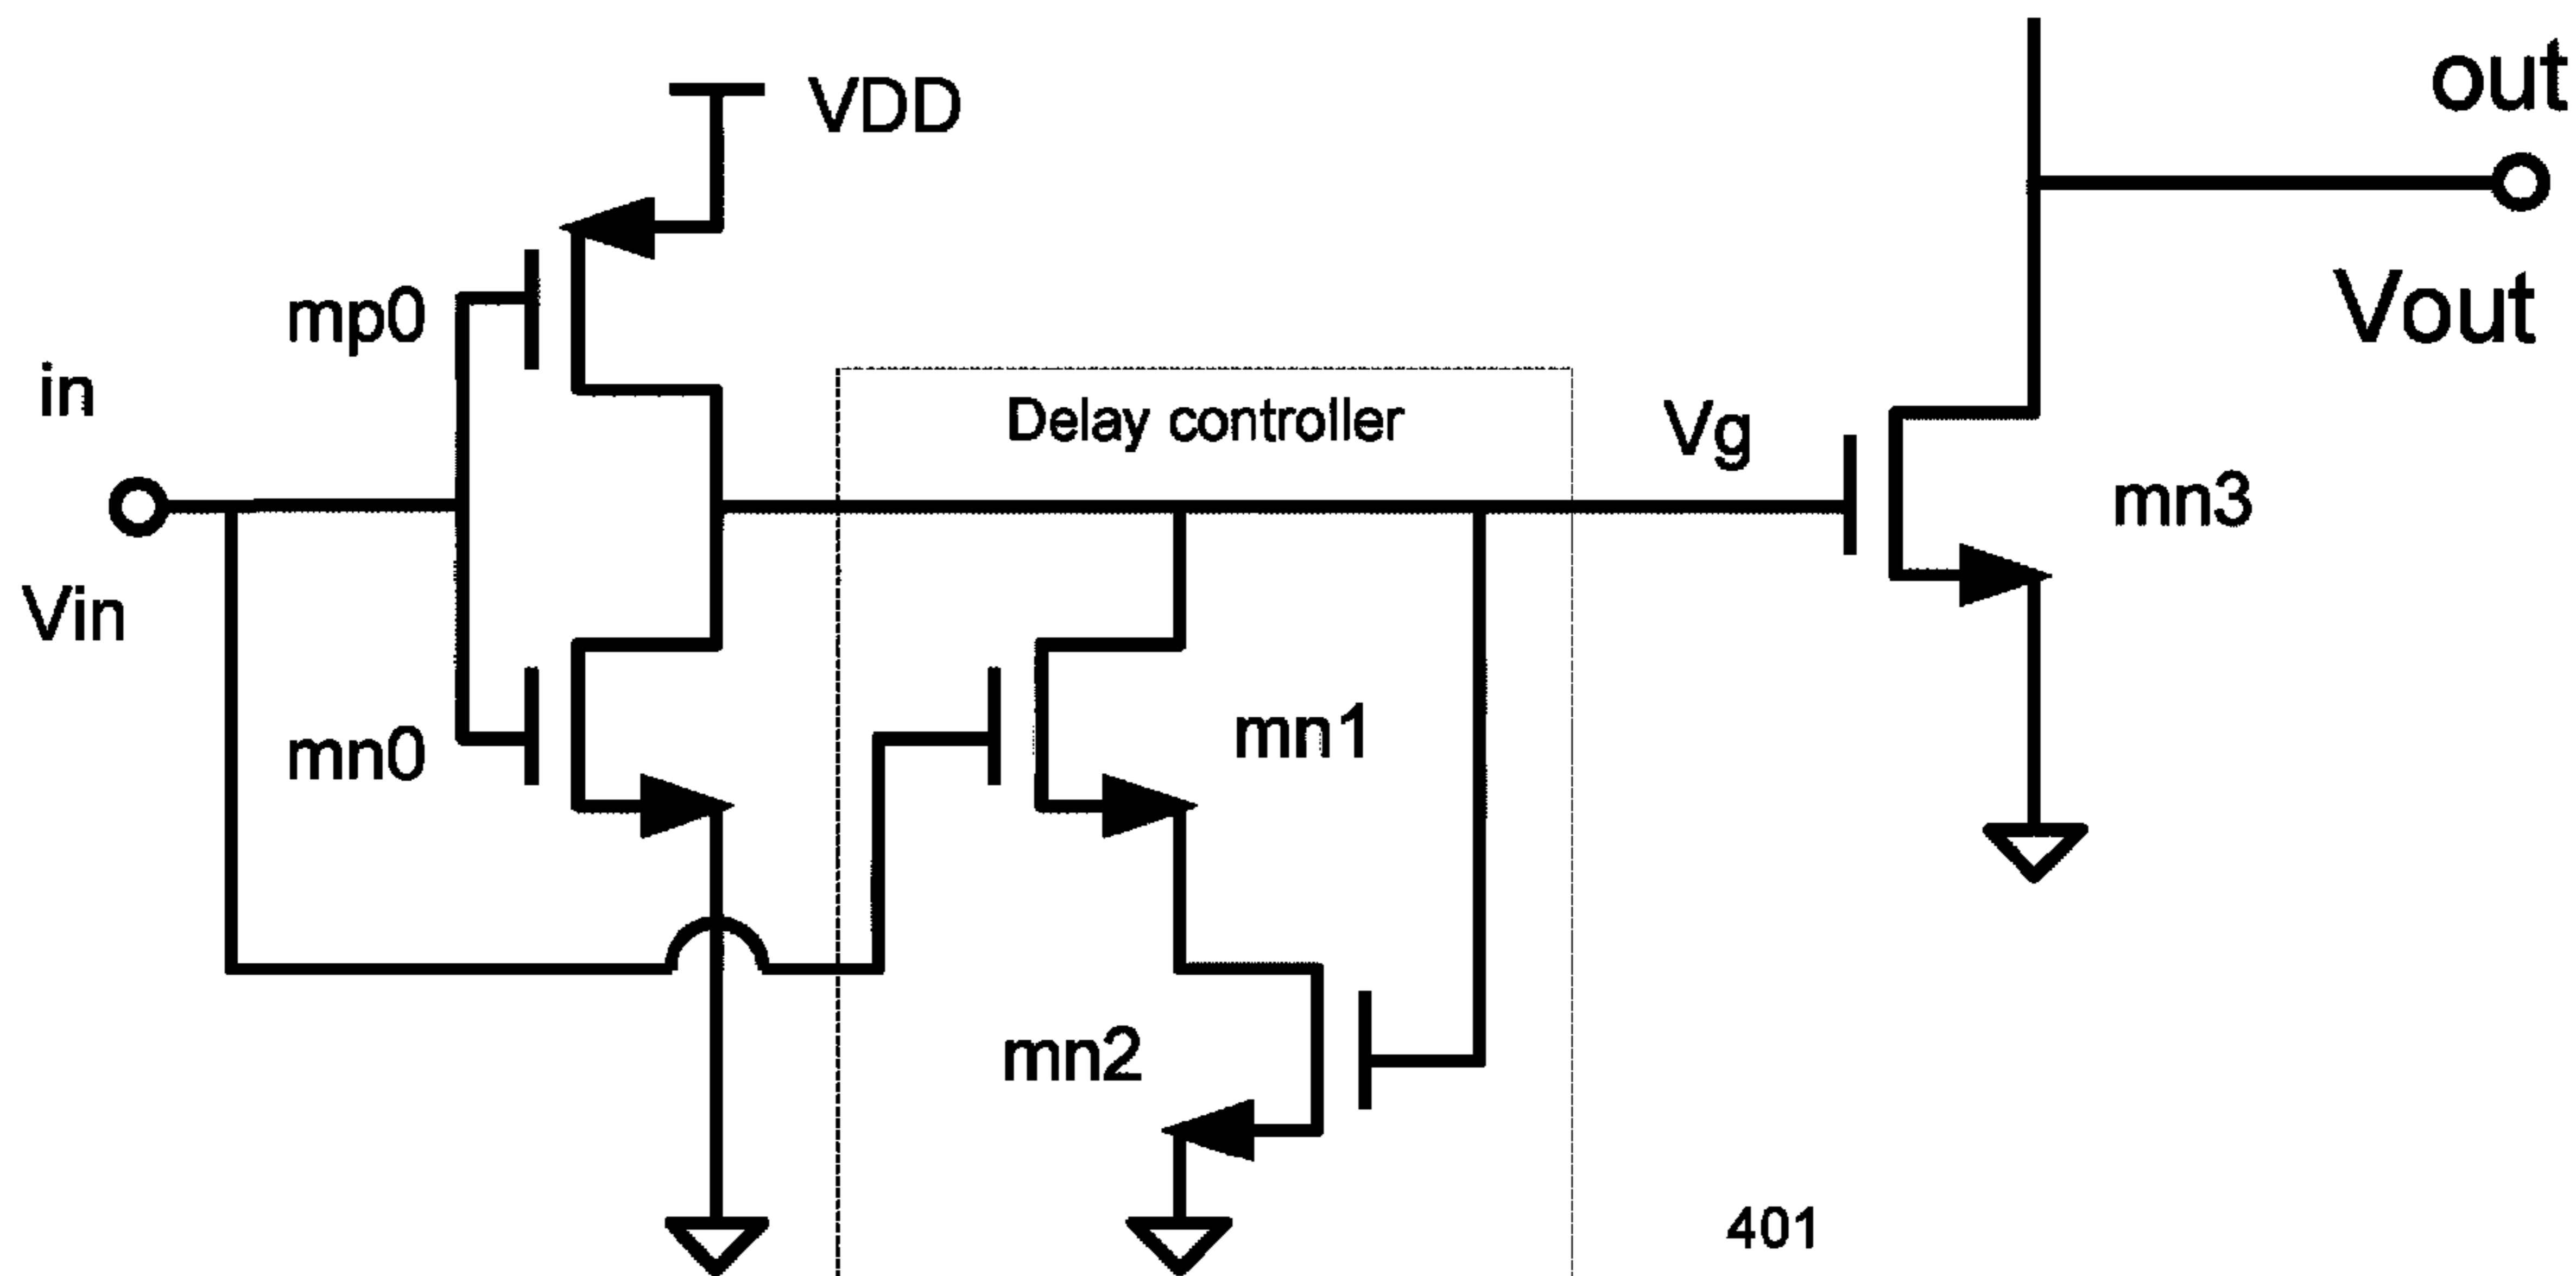 VDD
out
mp0
in
Vout
Delay controller
Vg
mn3
Vin
mn0
mn1
mn2
401